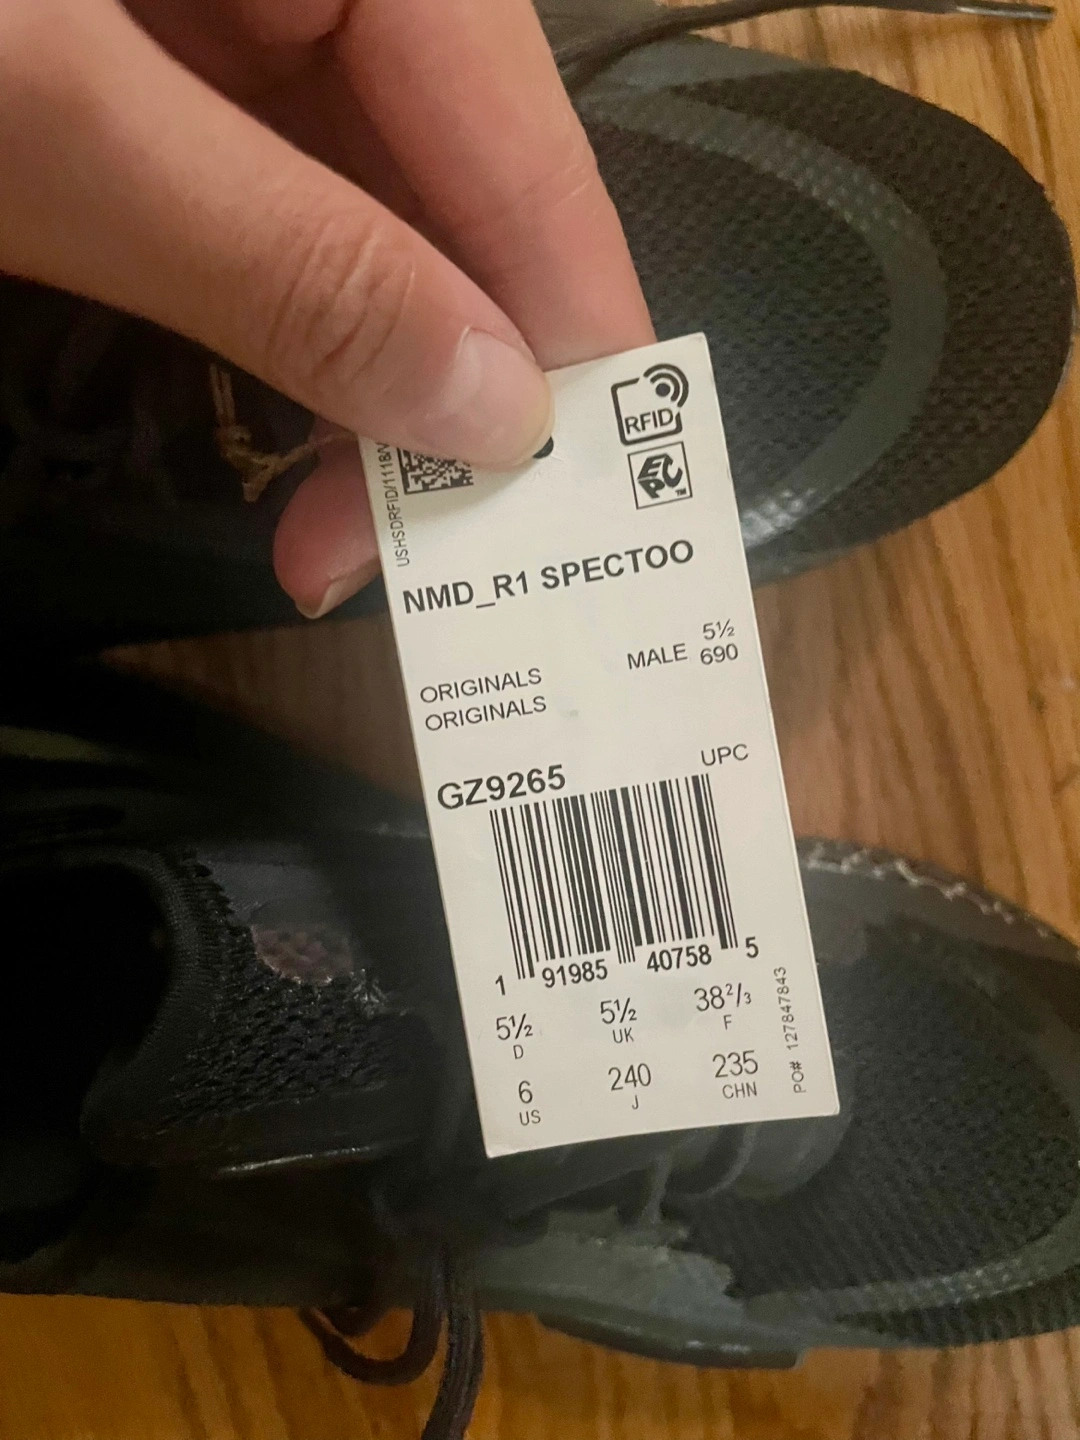 RFID
EPC™
USHSDRFID/1118/
NMD_R1 SPECTOO
5½
MALE 690
ORIGINALS
ORIGINALS
UPC
GZ9265
1 91985 40758 5
5½ 5½ 38²/₃
D UK F
6 240 235
US J CHN
PO# 127847843